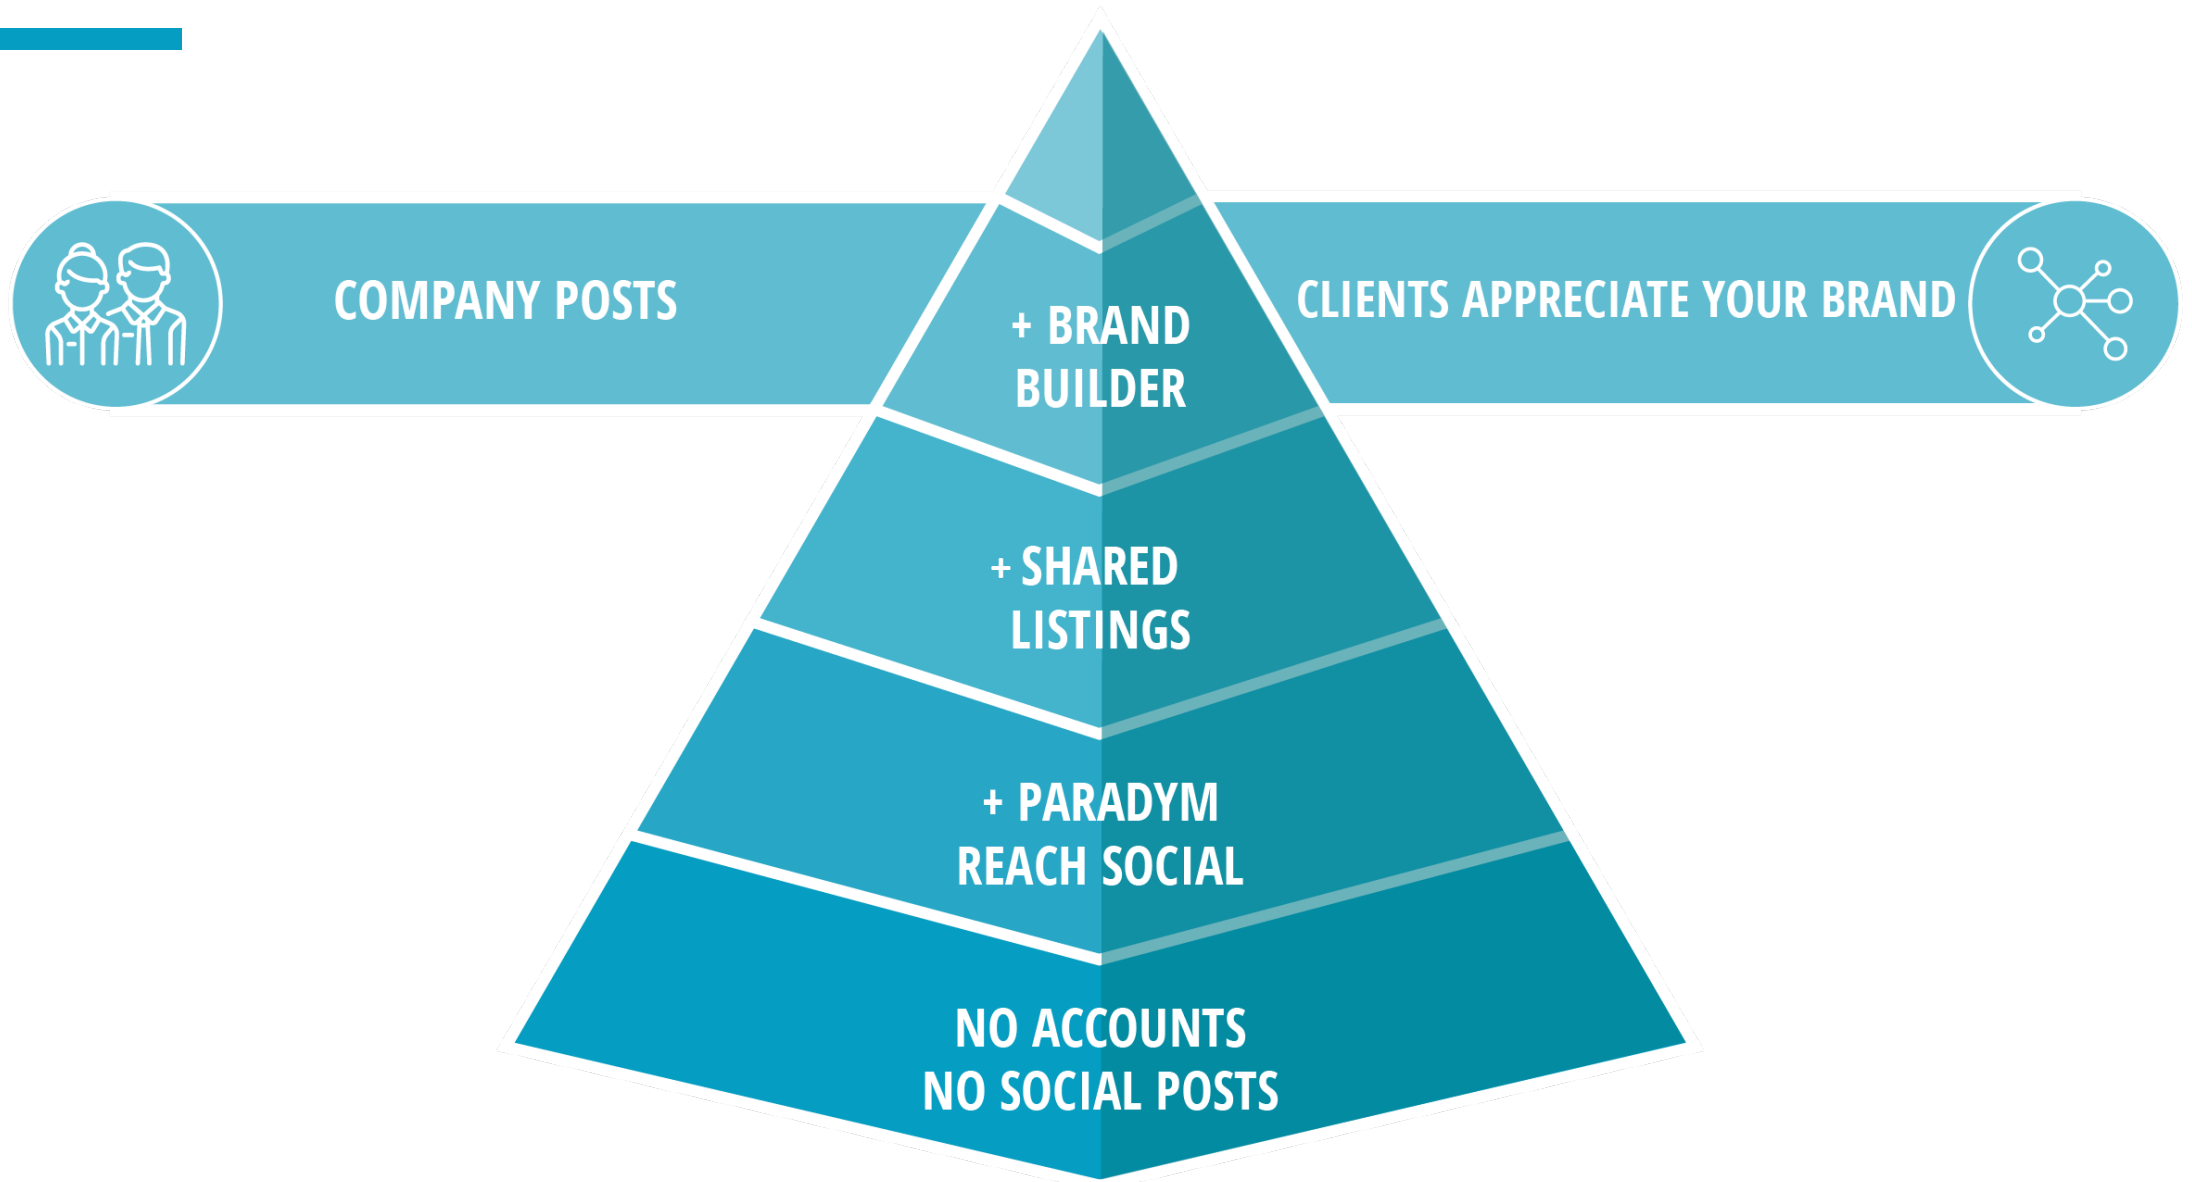 COMPANY POSTS
+ BRAND
BUILDER
CLIENTS APPRECIATE YOUR BRAND
+ SHARED
LISTINGS
+ PARADYM
REACH SOCIAL
NO ACCOUNTS
NO SOCIAL POSTS